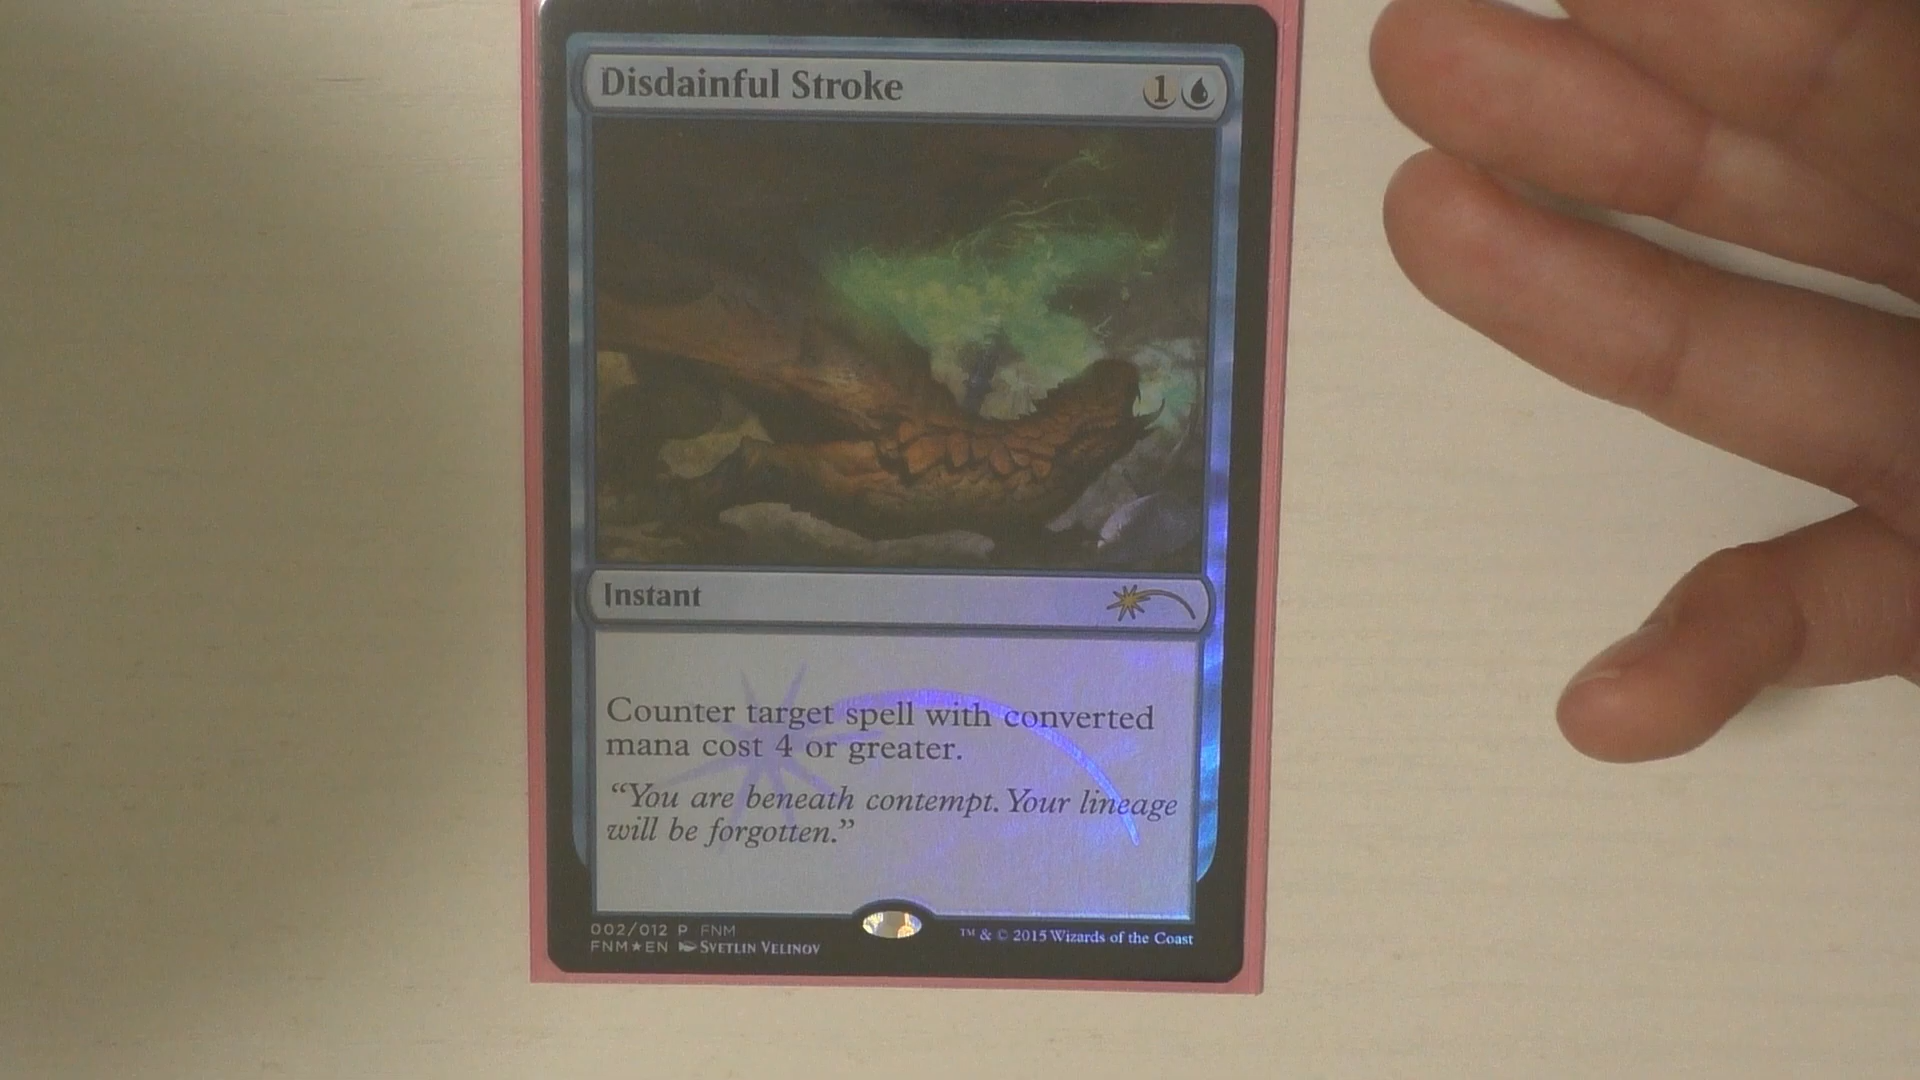 Disdainful Stroke 1
Instant
Counter target spell with converted
mana cost 4 or greater.
“You are beneath contempt. Your lineage
will be forgotten.”
002/012 P FNM
FNM★EN Svetlin Velinov
™ & © 2015 Wizards of the Coast